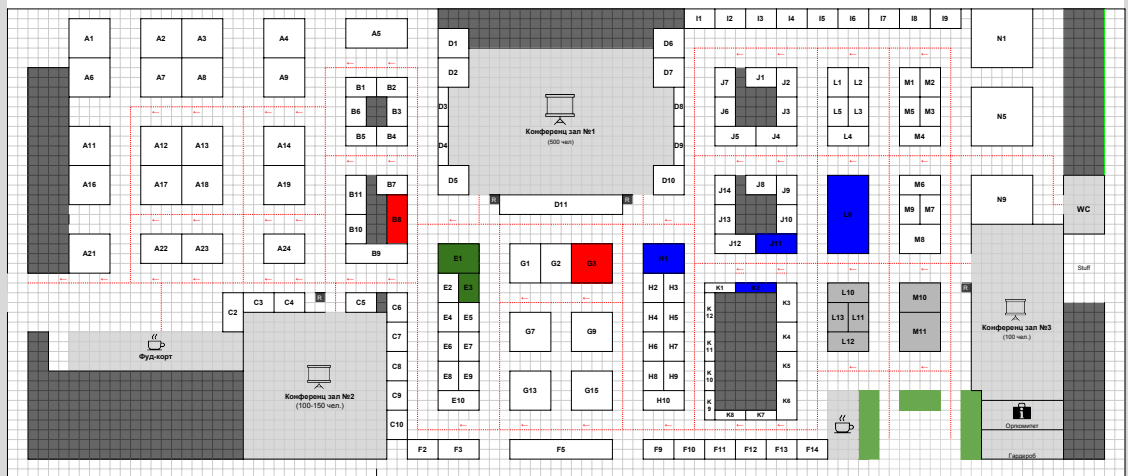 I1 I2 I3 I4 I5 I6 I7 I8 I9
A1 A2 A3 A4 A5 D1 D6 N1
A6 A7 A8 A9 D2 D7
B1 B2 J7 J1 J2 L1 L2 M1 M2
B6 B3 D3 D8 J6 J3 L5 L3 M5 M3 N5
Конференц зал №1
(500 чел)
B5 B4 J5 J4 L4 M4
A11 A12 A13 A14 D4 D9
A16 A17 A18 A19 B11 B7 D5 D10 J14 J8 J9 M6 N9
R D11 R
B10 B8 J13 J10 L6 M9 M7 WC
A21 A22 A23 A24 B9 J12 J11 M8
E1 G1 G2 G3 H1
Stuff
E2 E3 H2 H3 K1 K2 L10 M10 R
C2 C3 C4 R C5 C6 K12 K3
E4 E5 G7 G9 H4 H5 L13 L11 M11
Конференц зал №3
(100 чел.)
C7 K11 K4 L12
Фуд-корт
E6 E7 H6 H7
C8 K10 K5
Конференц зал №2
(100-150 чел.)
E8 E9 G13 G15 H8 H9
C9 E10 H10 K9 K6
K8 K7
C10
Оргкомитет
F2 F3 F5 F9 F10 F11 F12 F13 F14
Гардероб